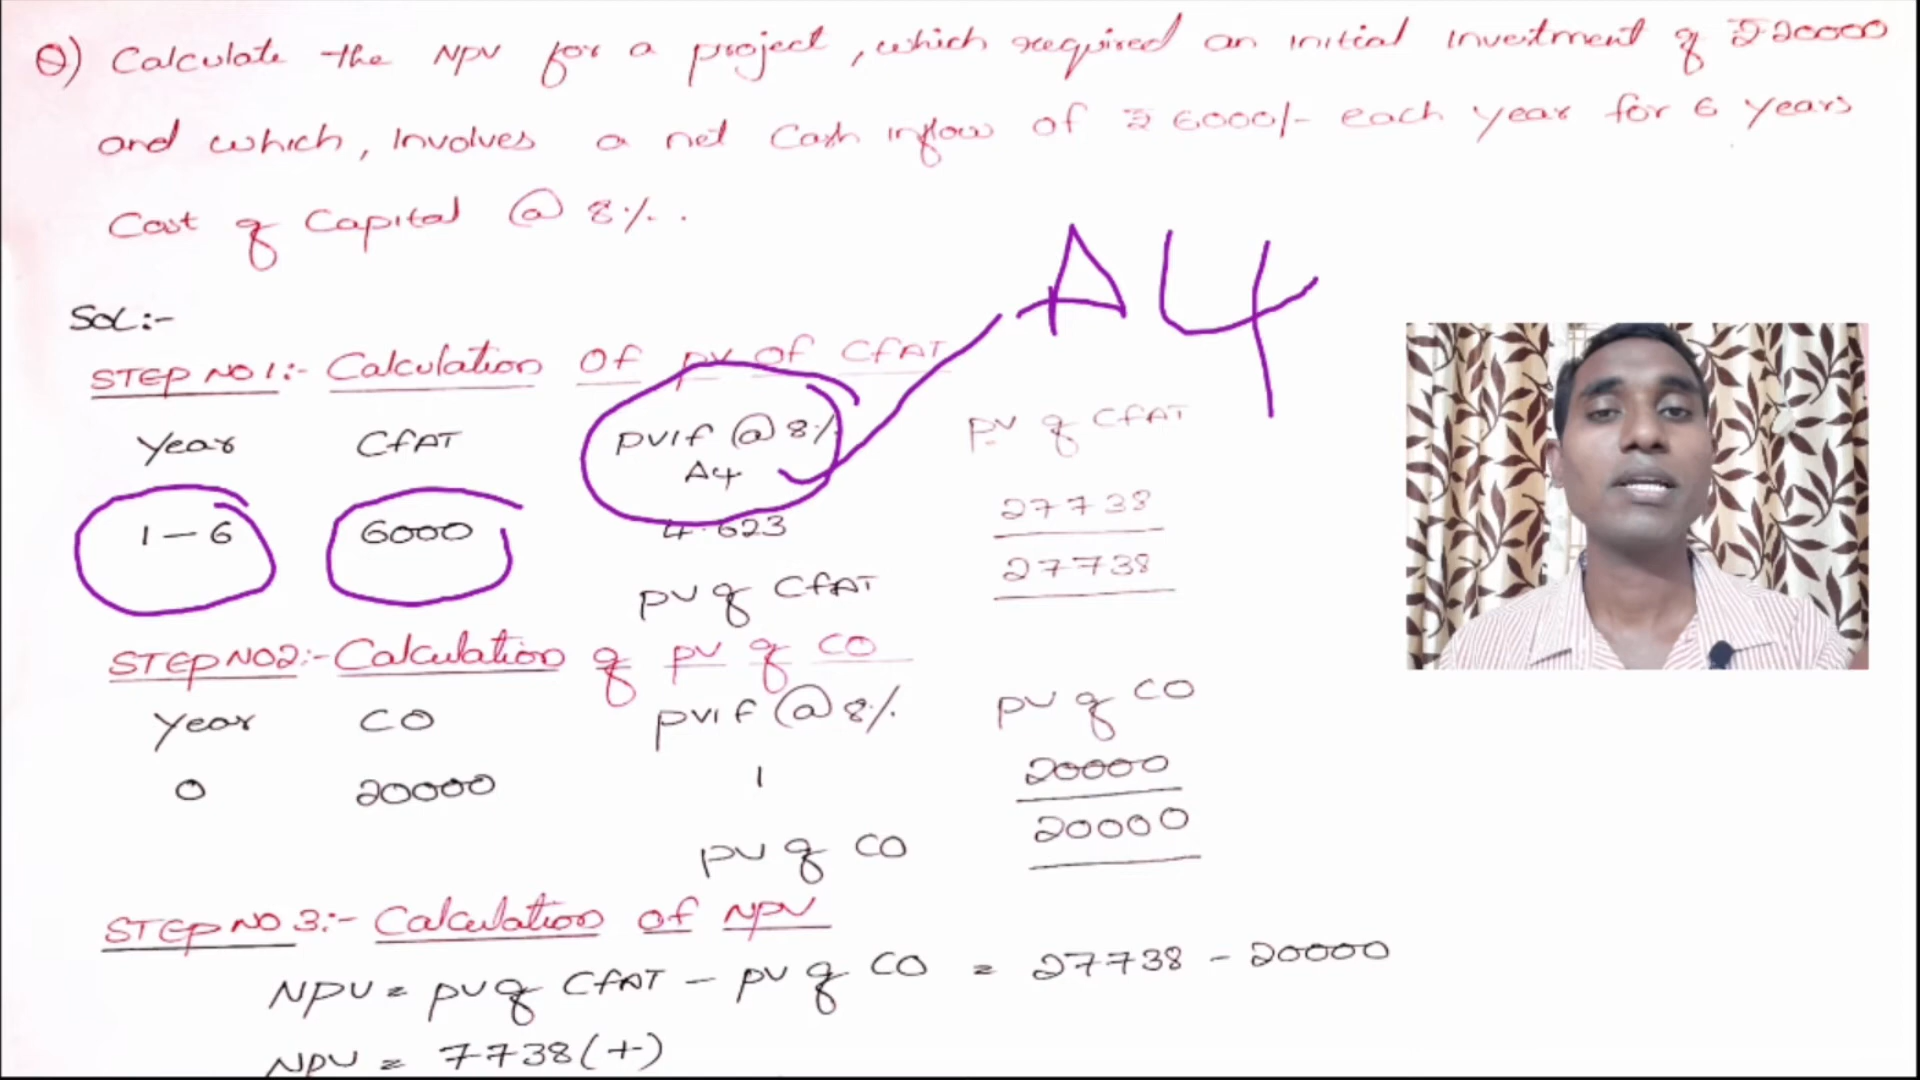 Q) Calculate the NPV for a project, which required an initial investment of ₹20000
and which, involves a net cash inflow of ₹6000/- each year for 6 years
Cost of Capital @ 8%.
A4
SOL:-
STEP NO1:- Calculation Of PV of CFAT
Year CFAT PVIF @ 8% PV of CFAT
A4
1-6 6000 4.623 27738
PV of CFAT 27738
STEP NO2:- Calculation of PV of CO
Year CO PVIF @ 8% PV of CO
0 20000 1 20000
PV of CO 20000
STEP NO 3:- Calculation of NPV
NPV = PV of CFAT - PV of CO = 27738 - 20000
NPV = 7738(+)